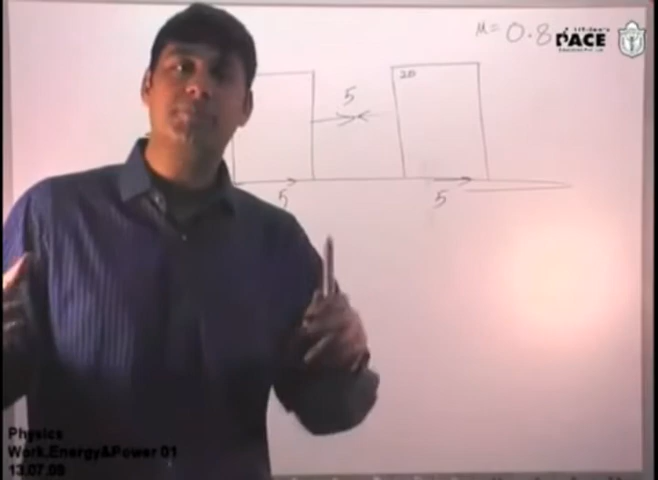 μ = 0.8
PACE
20
5
5
5
Physics
Work,Energy&Power 01
13.07.09